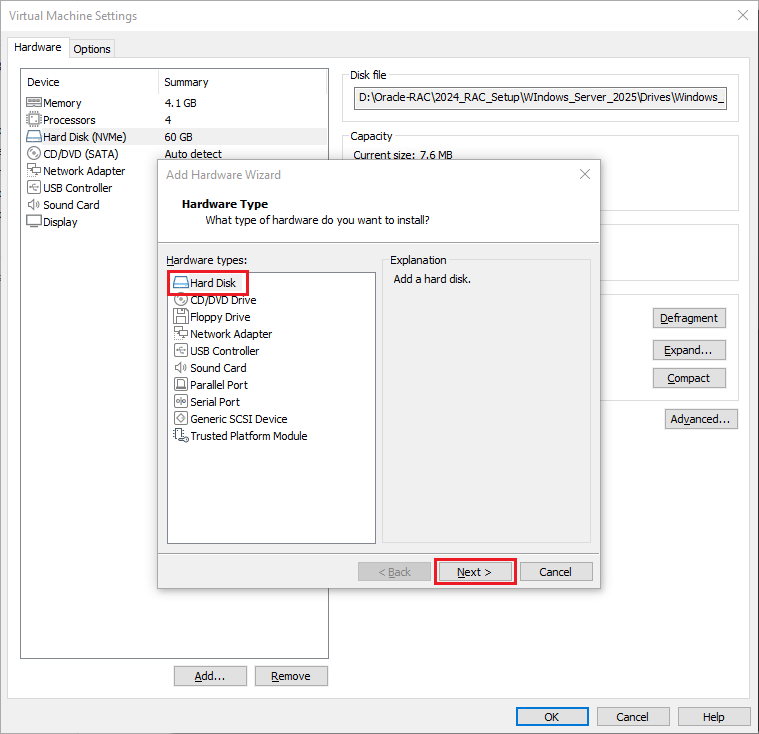 Virtual Machine Settings
Hardware
Options
Device
Summary
Memory
4.1 GB
Processors
4
Hard Disk (NVMe)
60 GB
CD/DVD (SATA)
Auto detect
Network Adapter
USB Controller
Sound Card
Display
Disk file
D:\Oracle-RAC\2024_RAC_Setup\WIndows_Server_2025\Drives\Windows_
Capacity
Current size: 7.6 MB
Add Hardware Wizard
Hardware Type
What type of hardware do you want to install?
Hardware types:
Hard Disk
CD/DVD Drive
Floppy Drive
Network Adapter
USB Controller
Sound Card
Parallel Port
Serial Port
Generic SCSI Device
Trusted Platform Module
Explanation
Add a hard disk.
< Back
Next >
Cancel
Defragment
Expand...
Compact
Advanced...
Add...
Remove
OK
Cancel
Help